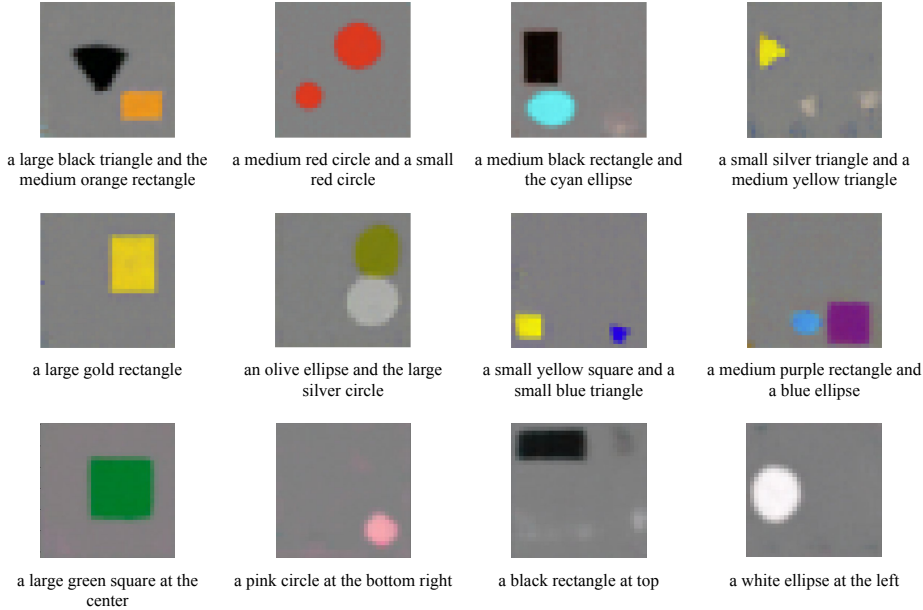 a large black triangle and the
medium orange rectangle
a medium red circle and a small
red circle
a medium black rectangle and
the cyan ellipse
a small silver triangle and a
medium yellow triangle
a large gold rectangle
an olive ellipse and the large
silver circle
a small yellow square and a
small blue triangle
a medium purple rectangle and
a blue ellipse
a large green square at the
center
a pink circle at the bottom right
a black rectangle at top
a white ellipse at the left